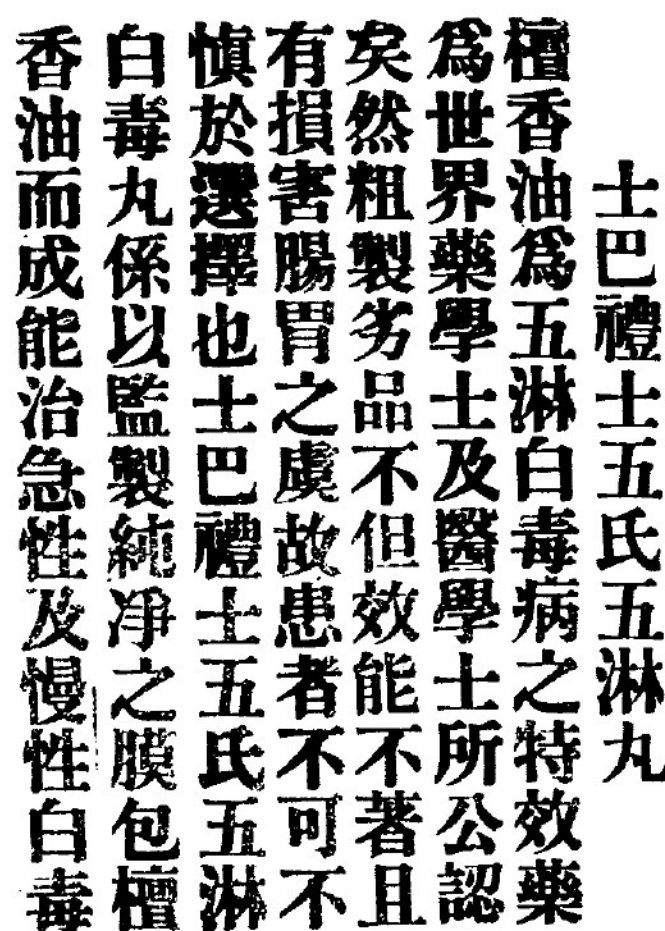 士巴禮士五氏五淋丸
檀香油爲五淋白毒病之特效藥
爲世界藥學士及醫學士所公認
矣然粗製劣品不但效能不著且
有損害腸胃之虞故患者不可不
慎於選擇也士巴禮士五氏五淋
白毒丸係以監製純凈之膜包檀
香油而成能治急性及慢性白毒